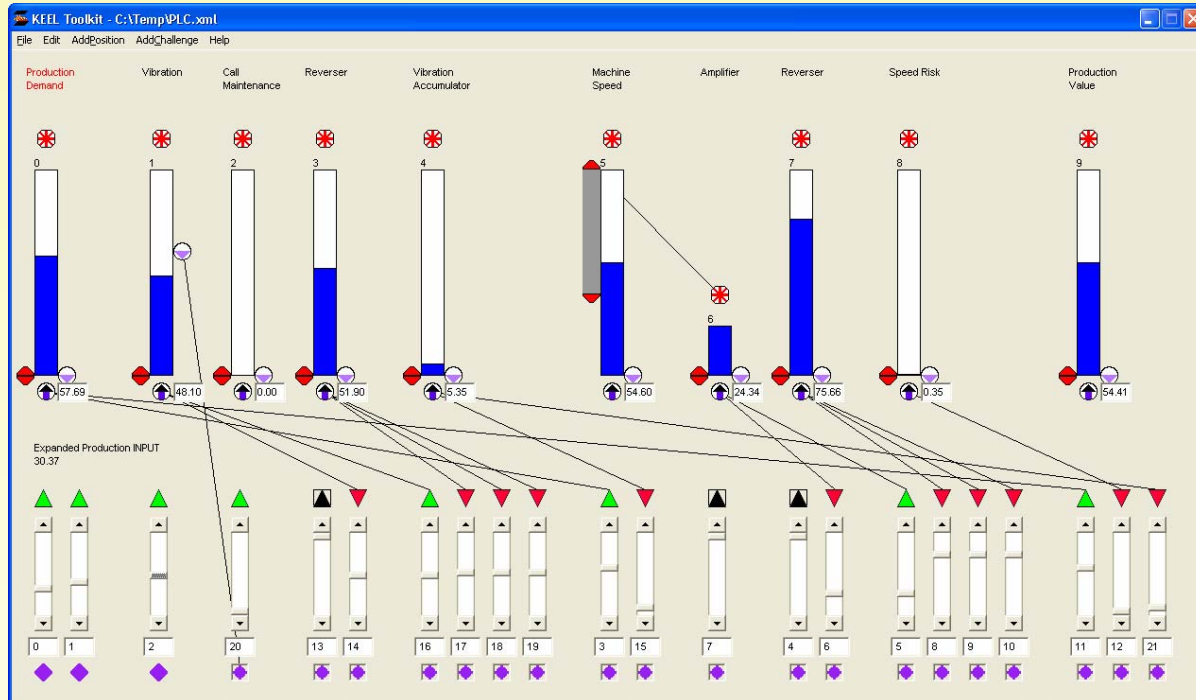 KEEL Toolkit - C:\Temp\PLC.xml
File Edit AddPosition AddChallenge Help
Production Demand
Vibration
Call Maintenance
Reverser
Vibration Accumulator
Machine Speed
Amplifier
Reverser
Speed Risk
Production Value
0 1 2 3 4 5 6 7 8 9
57.69 48.10 0.00 51.90 5.35 54.60 24.34 75.66 0.35 54.41
Expanded Production INPUT
30.37
0 1 2 20 13 14 16 17 18 19 3 15 7 4 6 5 8 9 10 11 12 21